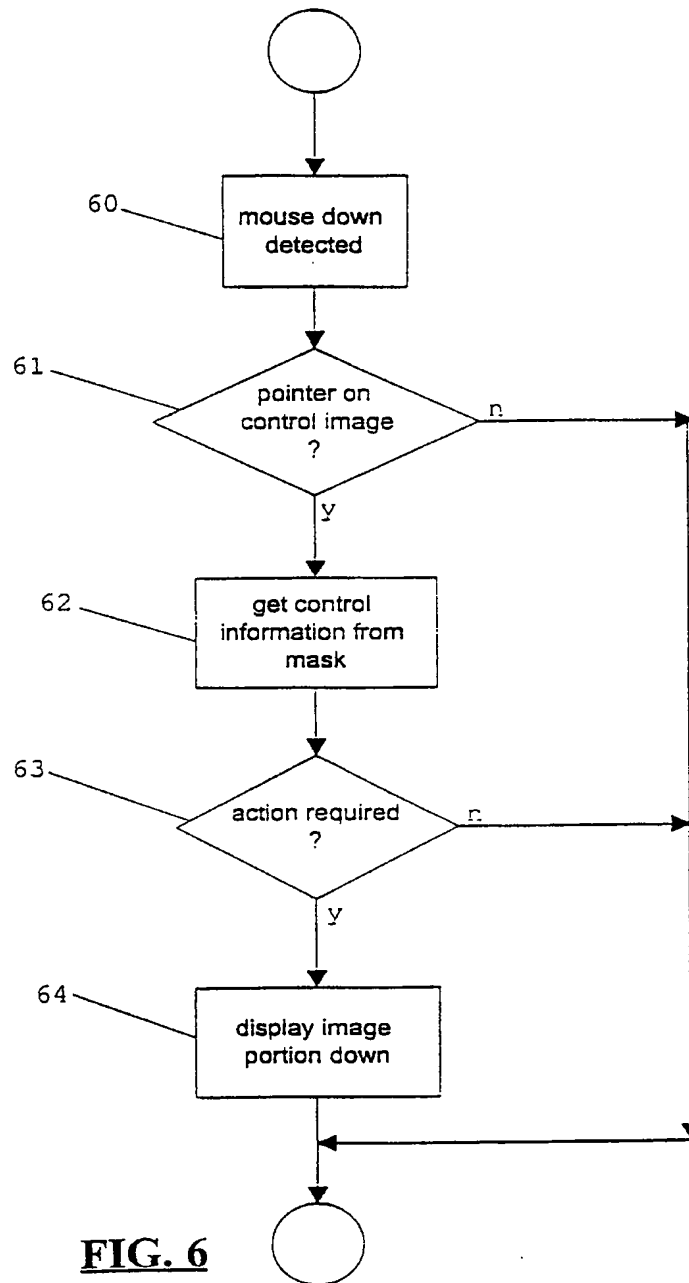 60
mouse down
detected
61
pointer on
control image
?
n
y
62
get control
information from
mask
63
action required
?
n
y
64
display image
portion down
FIG. 6